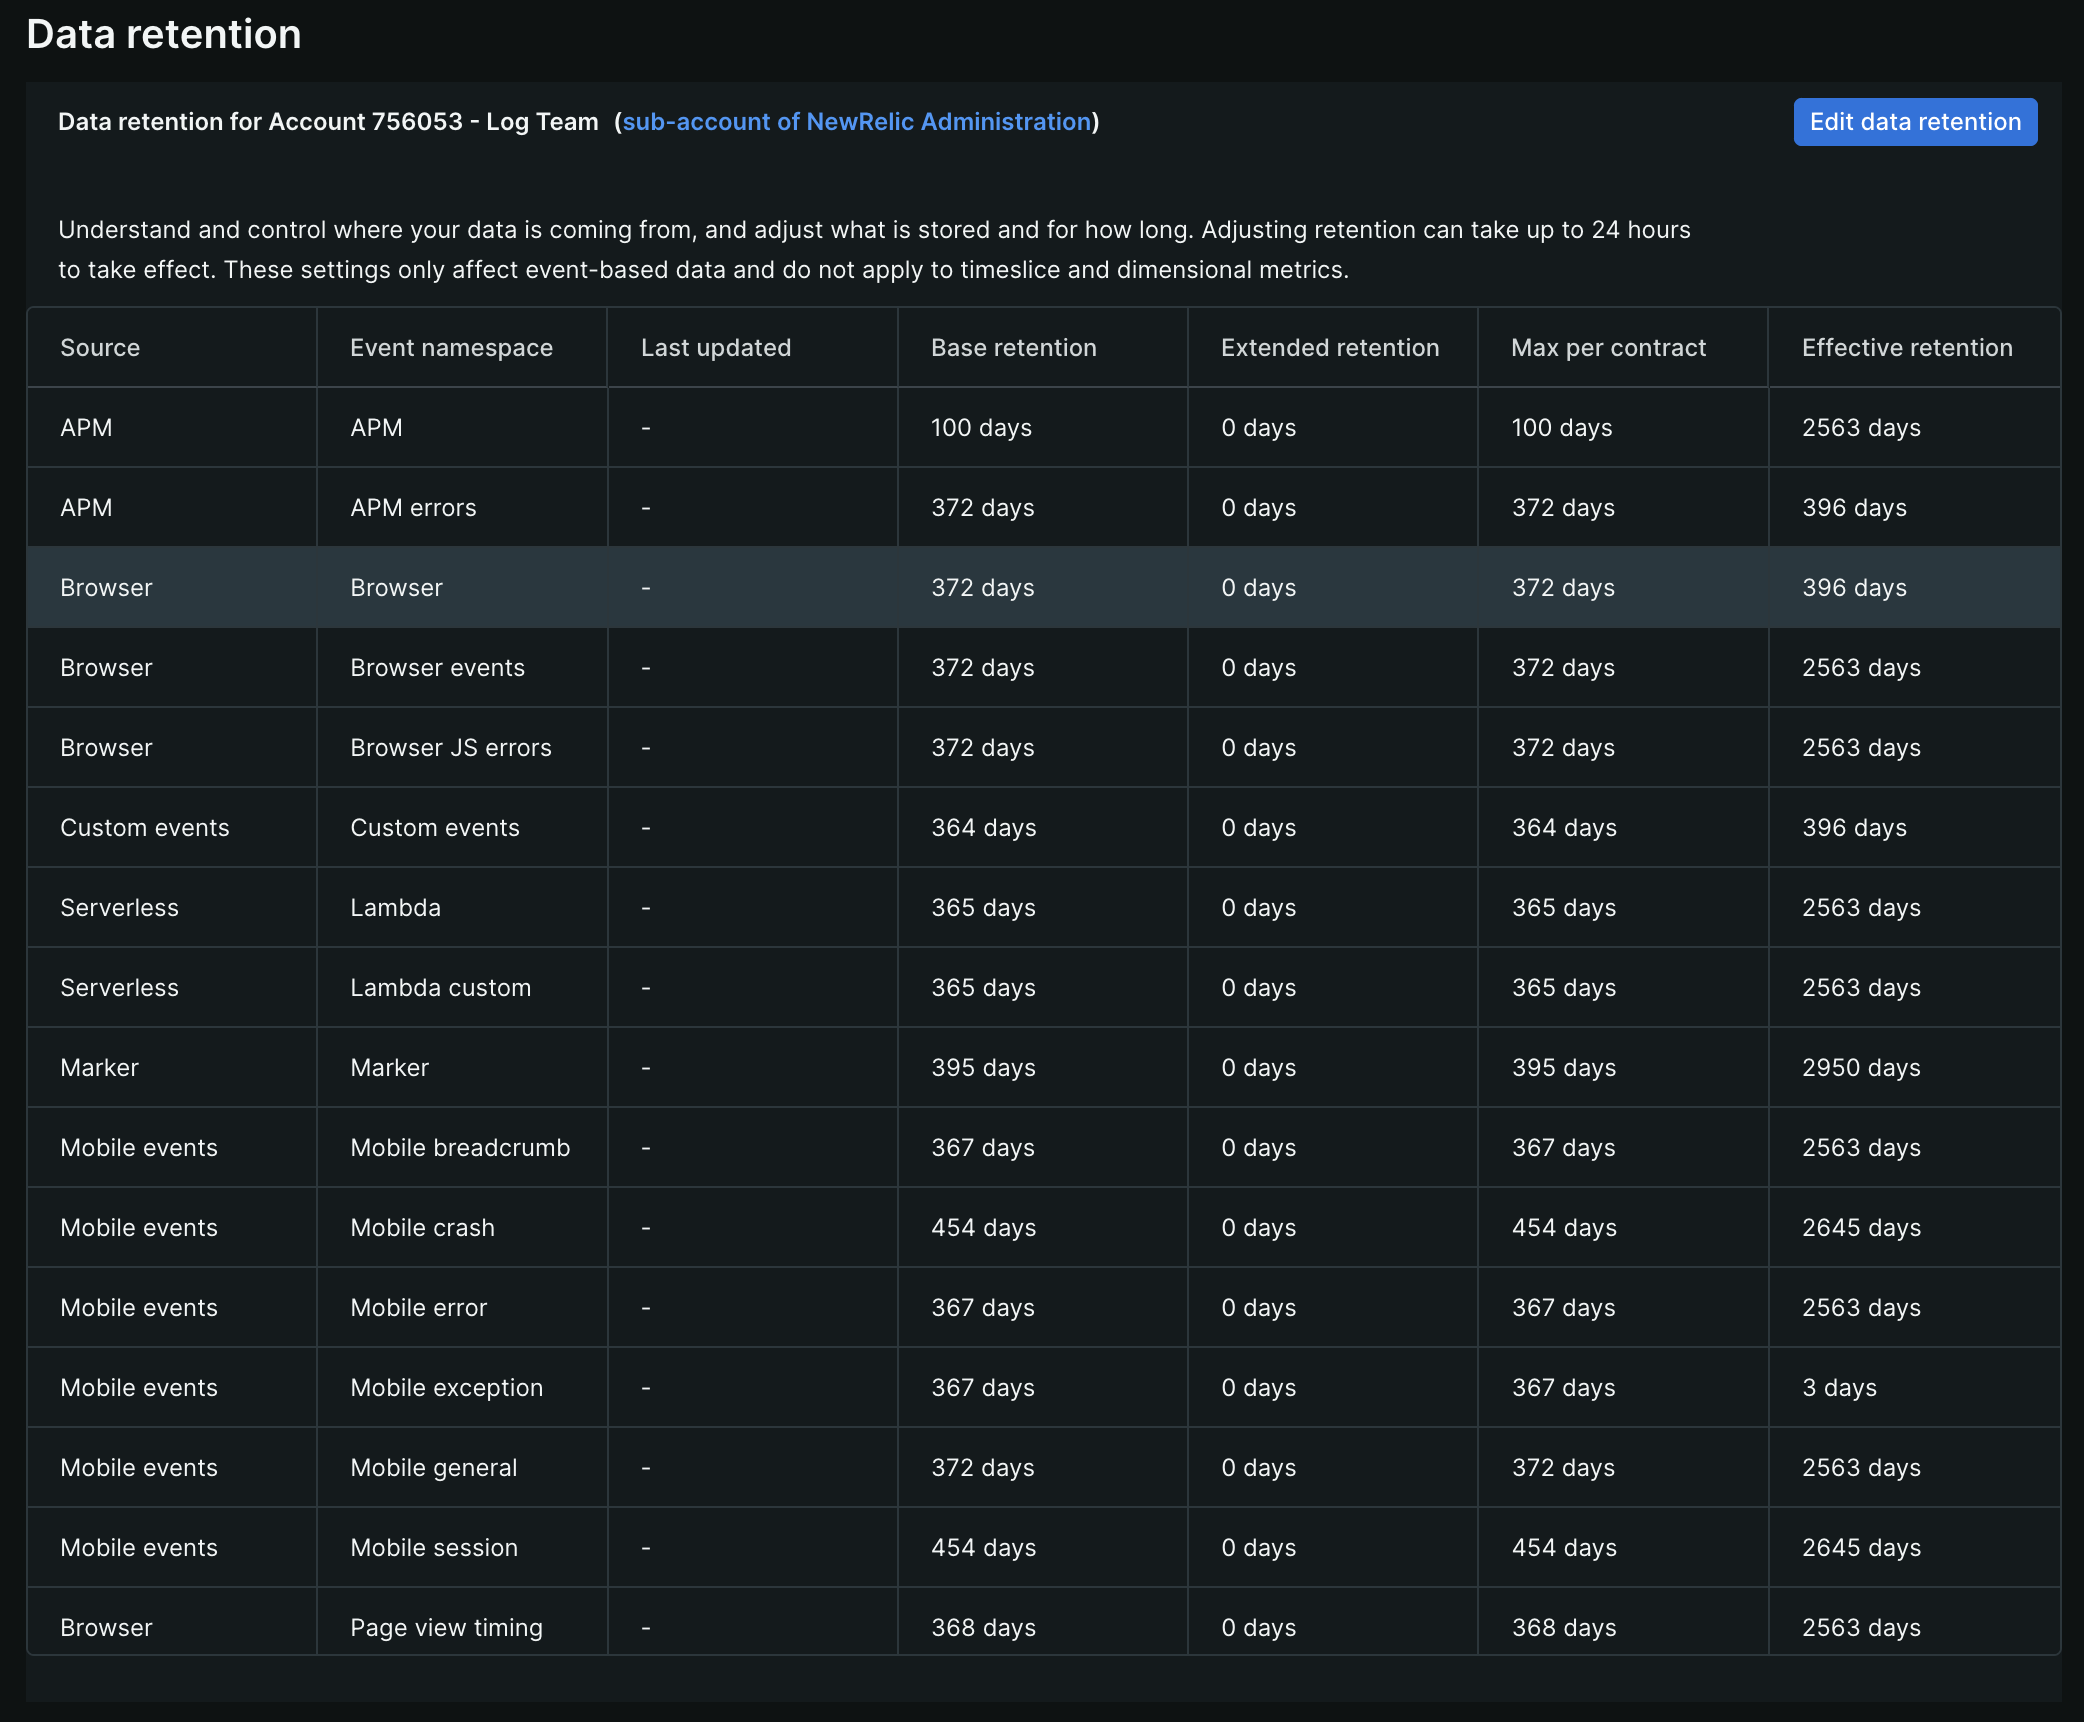 Data retention
Data retention for Account 756053 - Log Team (sub-account of NewRelic Administration)
Edit data retention
Understand and control where your data is coming from, and adjust what is stored and for how long. Adjusting retention can take up to 24 hours
to take effect. These settings only affect event-based data and do not apply to timeslice and dimensional metrics.
Source Event namespace Last updated Base retention Extended retention Max per contract Effective retention
APM APM - 100 days 0 days 100 days 2563 days
APM APM errors - 372 days 0 days 372 days 396 days
Browser Browser - 372 days 0 days 372 days 396 days
Browser Browser events - 372 days 0 days 372 days 2563 days
Browser Browser JS errors - 372 days 0 days 372 days 2563 days
Custom events Custom events - 364 days 0 days 364 days 396 days
Serverless Lambda - 365 days 0 days 365 days 2563 days
Serverless Lambda custom - 365 days 0 days 365 days 2563 days
Marker Marker - 395 days 0 days 395 days 2950 days
Mobile events Mobile breadcrumb - 367 days 0 days 367 days 2563 days
Mobile events Mobile crash - 454 days 0 days 454 days 2645 days
Mobile events Mobile error - 367 days 0 days 367 days 2563 days
Mobile events Mobile exception - 367 days 0 days 367 days 3 days
Mobile events Mobile general - 372 days 0 days 372 days 2563 days
Mobile events Mobile session - 454 days 0 days 454 days 2645 days
Browser Page view timing - 368 days 0 days 368 days 2563 days